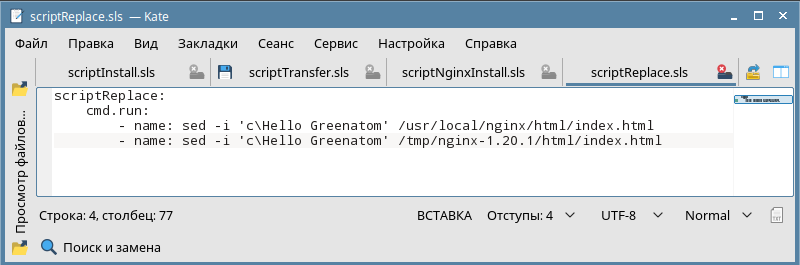 scriptReplace.sls — Kate
Файл Правка Вид Закладки Сеанс Сервис Настройка Справка
scriptInstall.sls scriptTransfer.sls scriptNginxInstall.sls scriptReplace.sls
Просмотр файлов...
scriptReplace:
    cmd.run:
        - name: sed -i 'c\Hello Greenatom' /usr/local/nginx/html/index.html
        - name: sed -i 'c\Hello Greenatom' /tmp/nginx-1.20.1/html/index.html
Строка: 4, столбец: 77 ВСТАВКА Отступы: 4 UTF-8 Normal
Поиск и замена